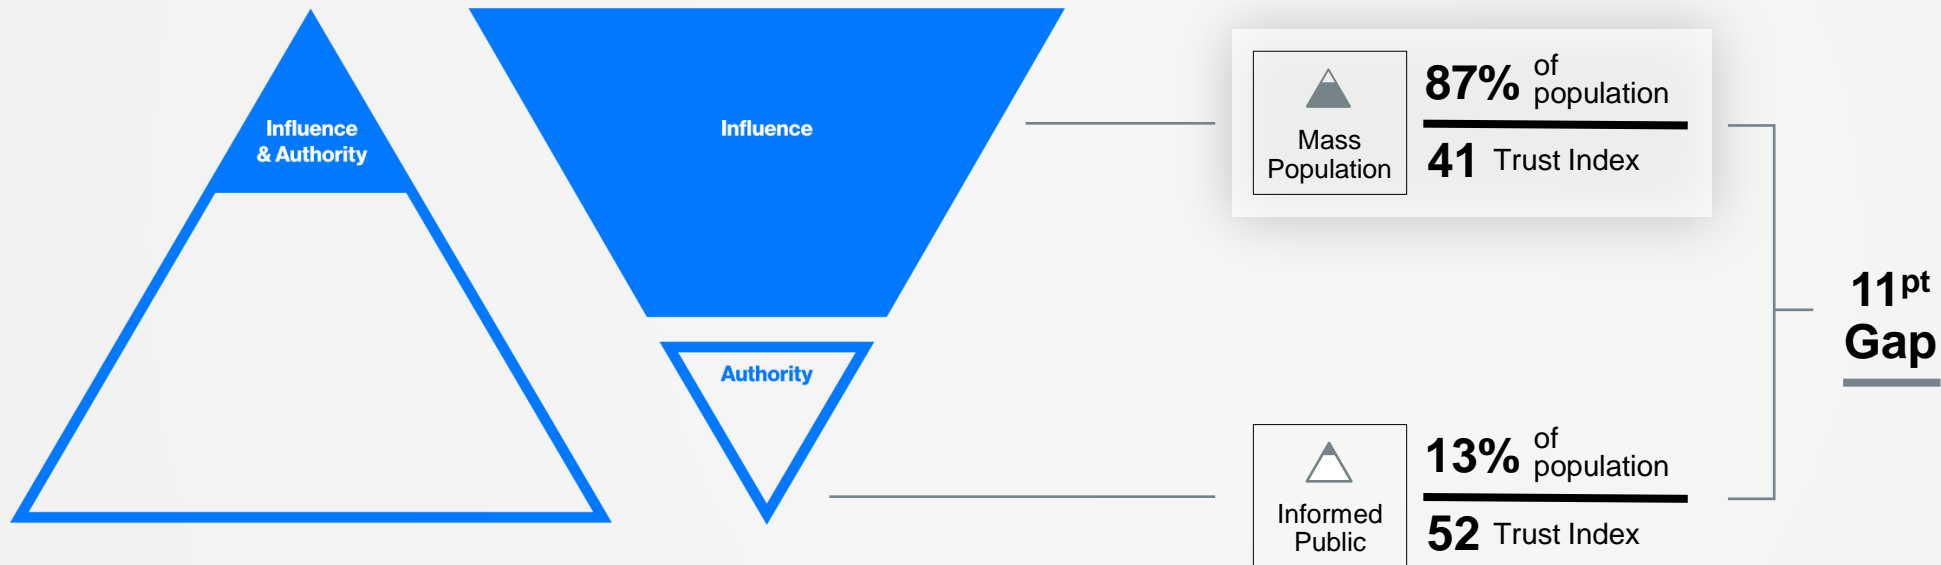 Influence
& Authority
Influence
Authority
Mass
Population
87% of
population
41 Trust Index
Informed
Public
13% of
population
52 Trust Index
11pt
Gap